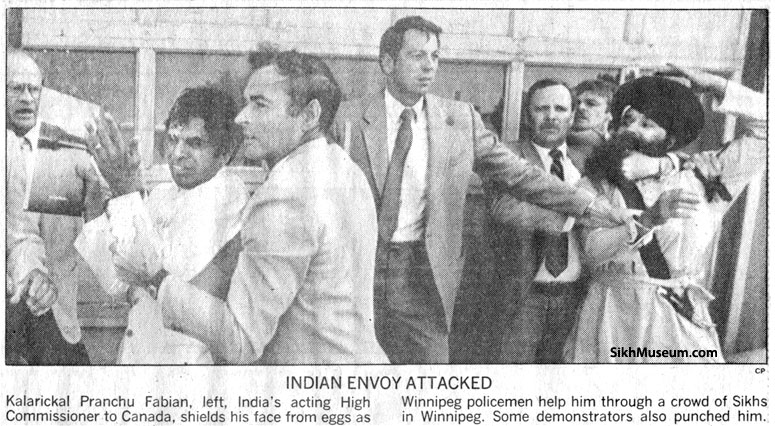 SikhMuseum.com
CP
INDIAN ENVOY ATTACKED
Kalarickal Pranchu Fabian, left, India's acting High
Commissioner to Canada, shields his face from eggs as
Winnipeg policemen help him through a crowd of Sikhs
in Winnipeg. Some demonstrators also punched him.